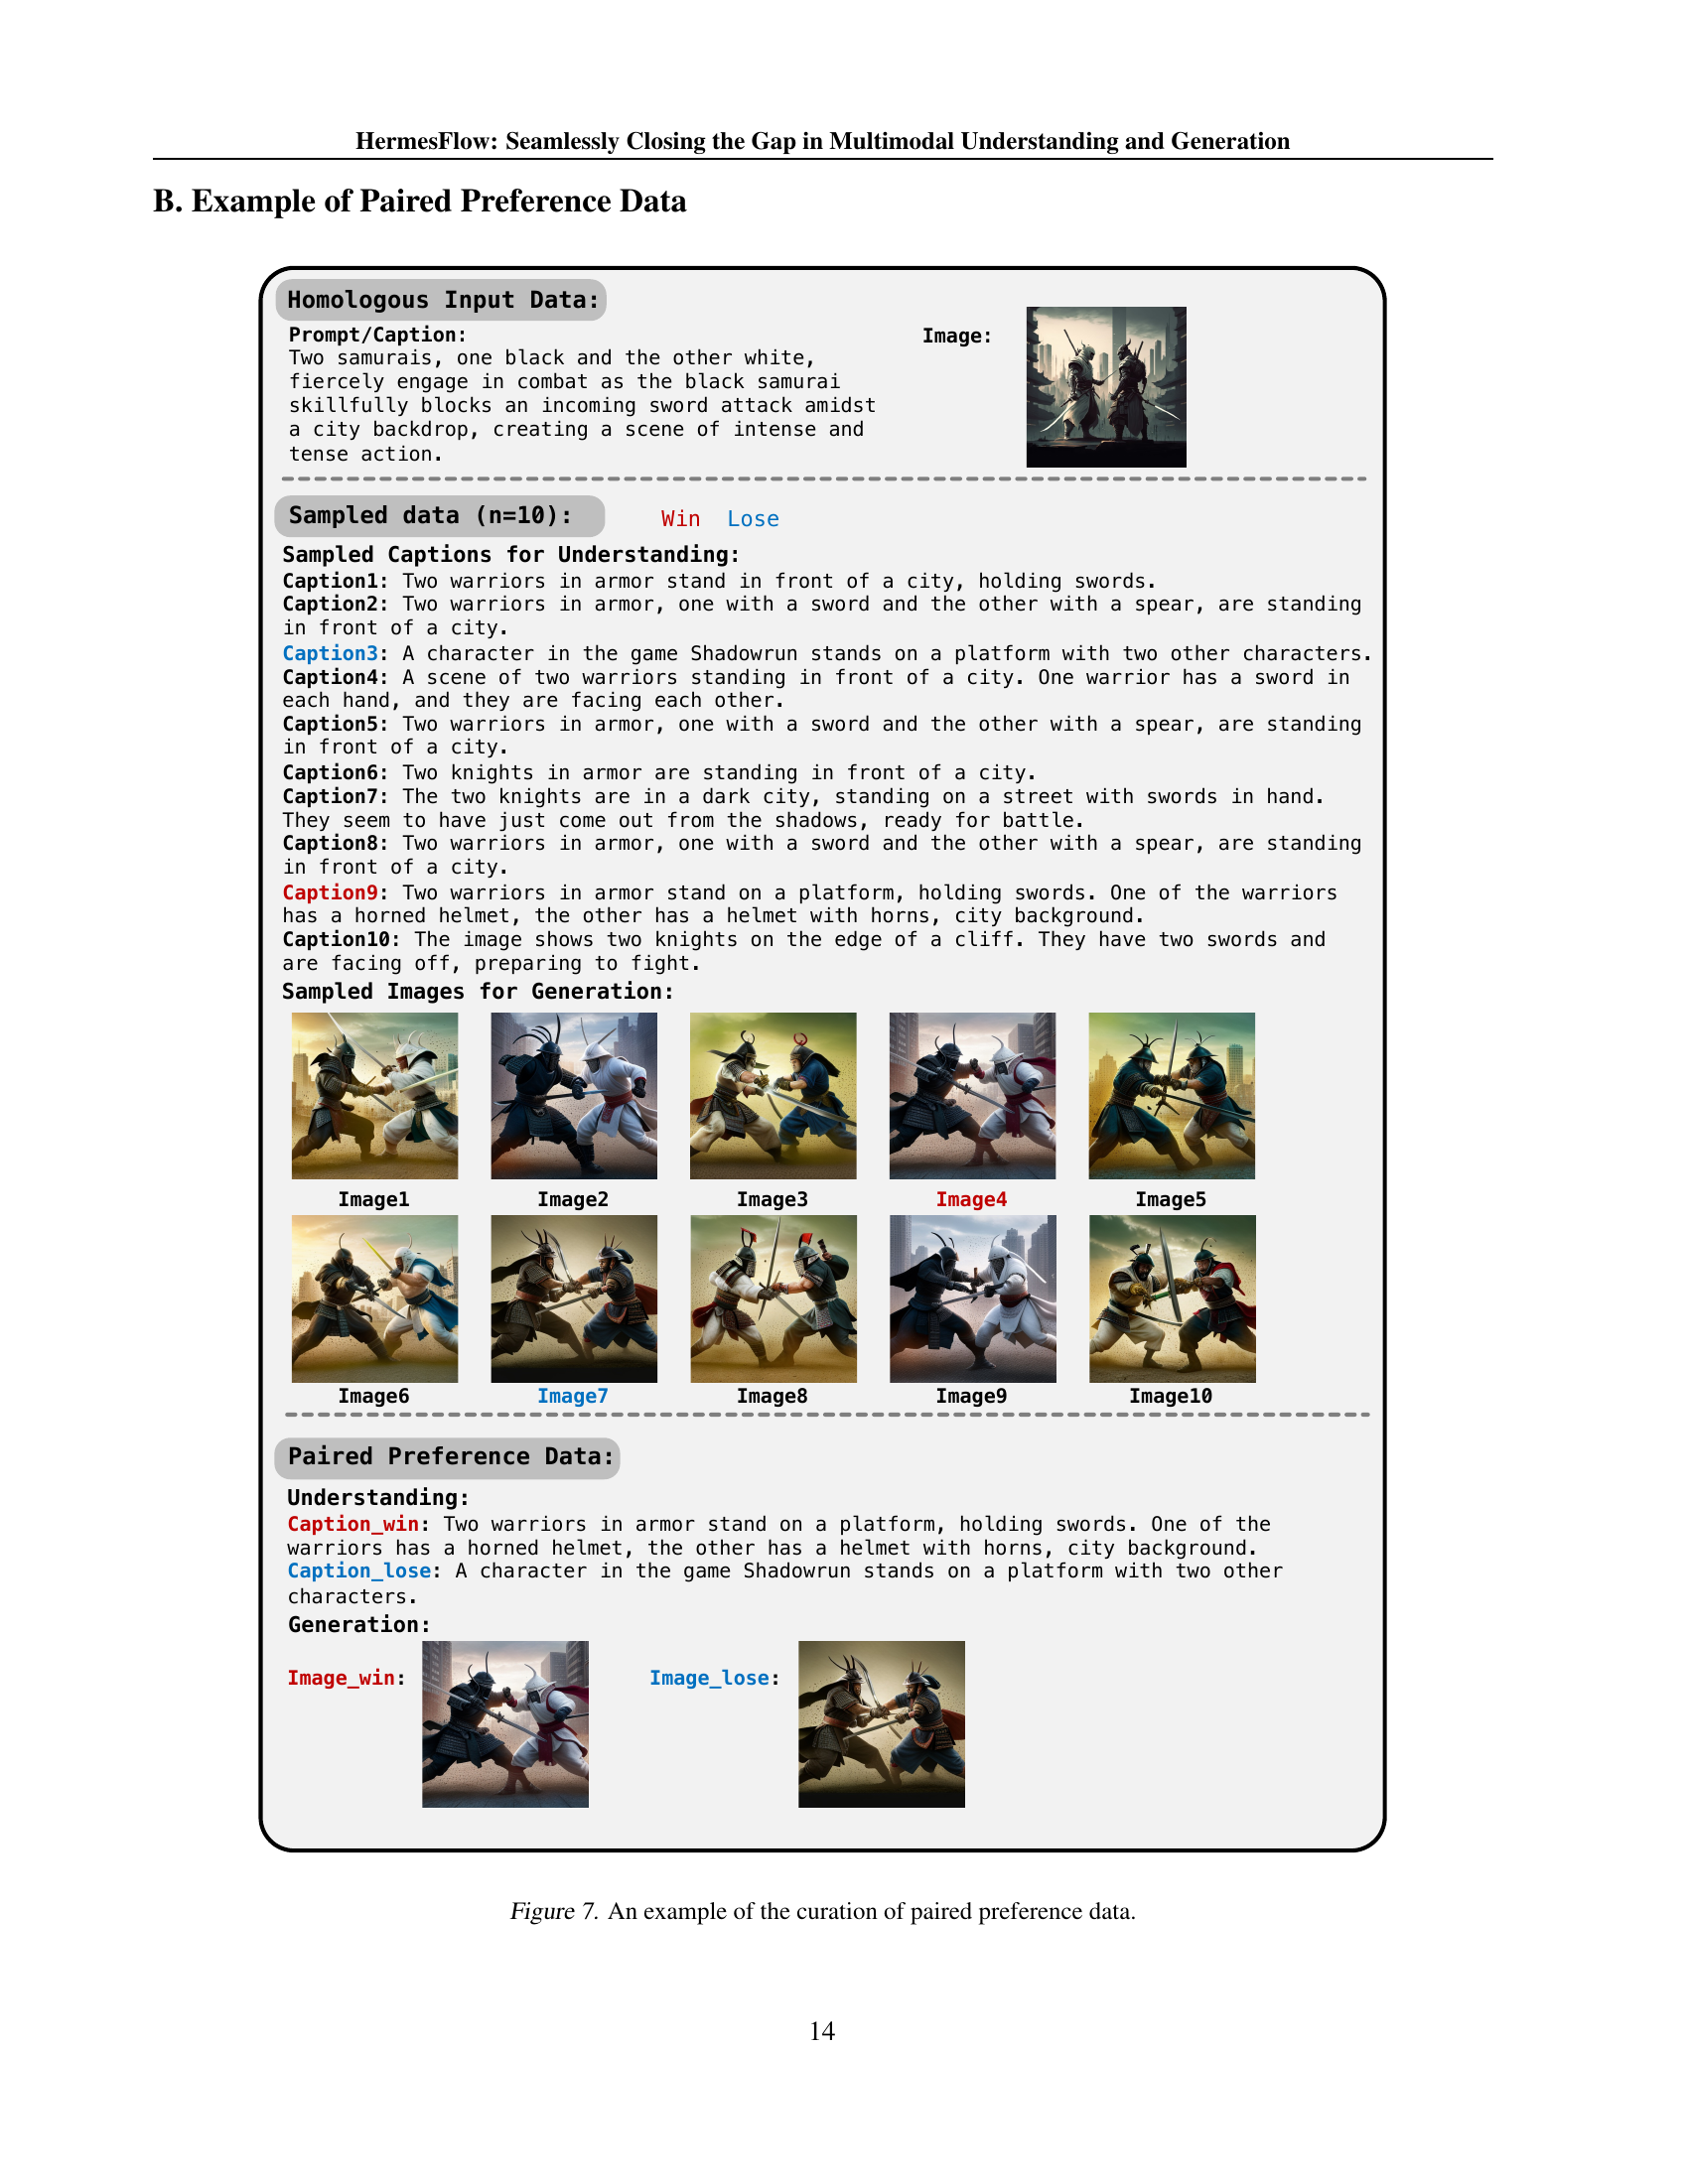 HermesFlow: Seamlessly Closing the Gap in Multimodal Understanding and Generation
B. Example of Paired Preference Data
Homologous Input Data:
Prompt/Caption:
Two samurais, one black and the other white,
fiercely engage in combat as the black samurai
skillfully blocks an incoming sword attack amidst
a city backdrop, creating a scene of intense and
tense action.
Image:
Sampled data (n=10): Win Lose
Sampled Captions for Understanding:
Caption1: Two warriors in armor stand in front of a city, holding swords.
Caption2: Two warriors in armor, one with a sword and the other with a spear, are standing
in front of a city.
Caption3: A character in the game Shadowrun stands on a platform with two other characters.
Caption4: A scene of two warriors standing in front of a city. One warrior has a sword in
each hand, and they are facing each other.
Caption5: Two warriors in armor, one with a sword and the other with a spear, are standing
in front of a city.
Caption6: Two knights in armor are standing in front of a city.
Caption7: The two knights are in a dark city, standing on a street with swords in hand.
They seem to have just come out from the shadows, ready for battle.
Caption8: Two warriors in armor, one with a sword and the other with a spear, are standing
in front of a city.
Caption9: Two warriors in armor stand on a platform, holding swords. One of the warriors
has a horned helmet, the other has a helmet with horns, city background.
Caption10: The image shows two knights on the edge of a cliff. They have two swords and
are facing off, preparing to fight.
Sampled Images for Generation:
Image1 Image2 Image3 Image4 Image5
Image6 Image7 Image8 Image9 Image10
Paired Preference Data:
Understanding:
Caption_win: Two warriors in armor stand on a platform, holding swords. One of the
warriors has a horned helmet, the other has a helmet with horns, city background.
Caption_lose: A character in the game Shadowrun stands on a platform with two other
characters.
Generation:
Image_win: Image_lose:
Figure 7. An example of the curation of paired preference data.
14